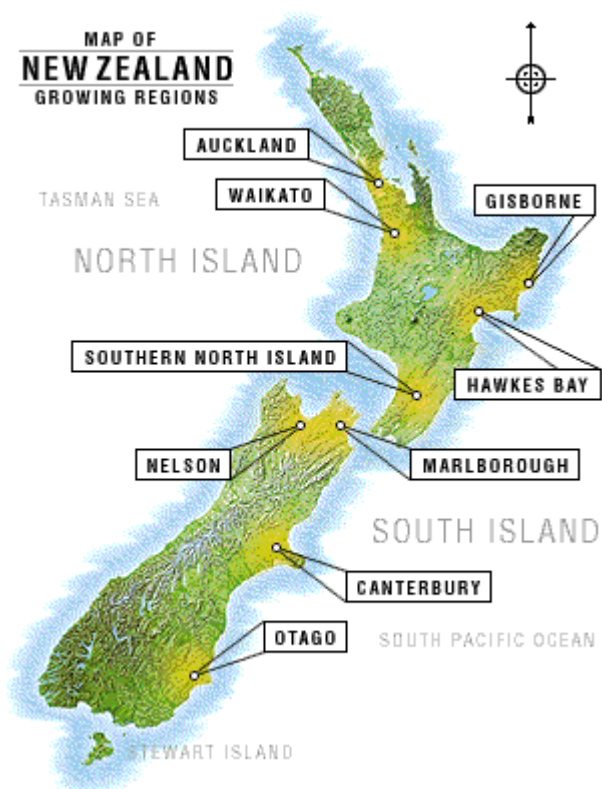 MAP OF
NEW ZEALAND
GROWING REGIONS
AUCKLAND
TASMAN SEA
WAIKATO
GISBORNE
NORTH ISLAND
SOUTHERN NORTH ISLAND
HAWKES BAY
NELSON
MARLBOROUGH
SOUTH ISLAND
CANTERBURY
OTAGO
SOUTH PACIFIC OCEAN
STEWART ISLAND